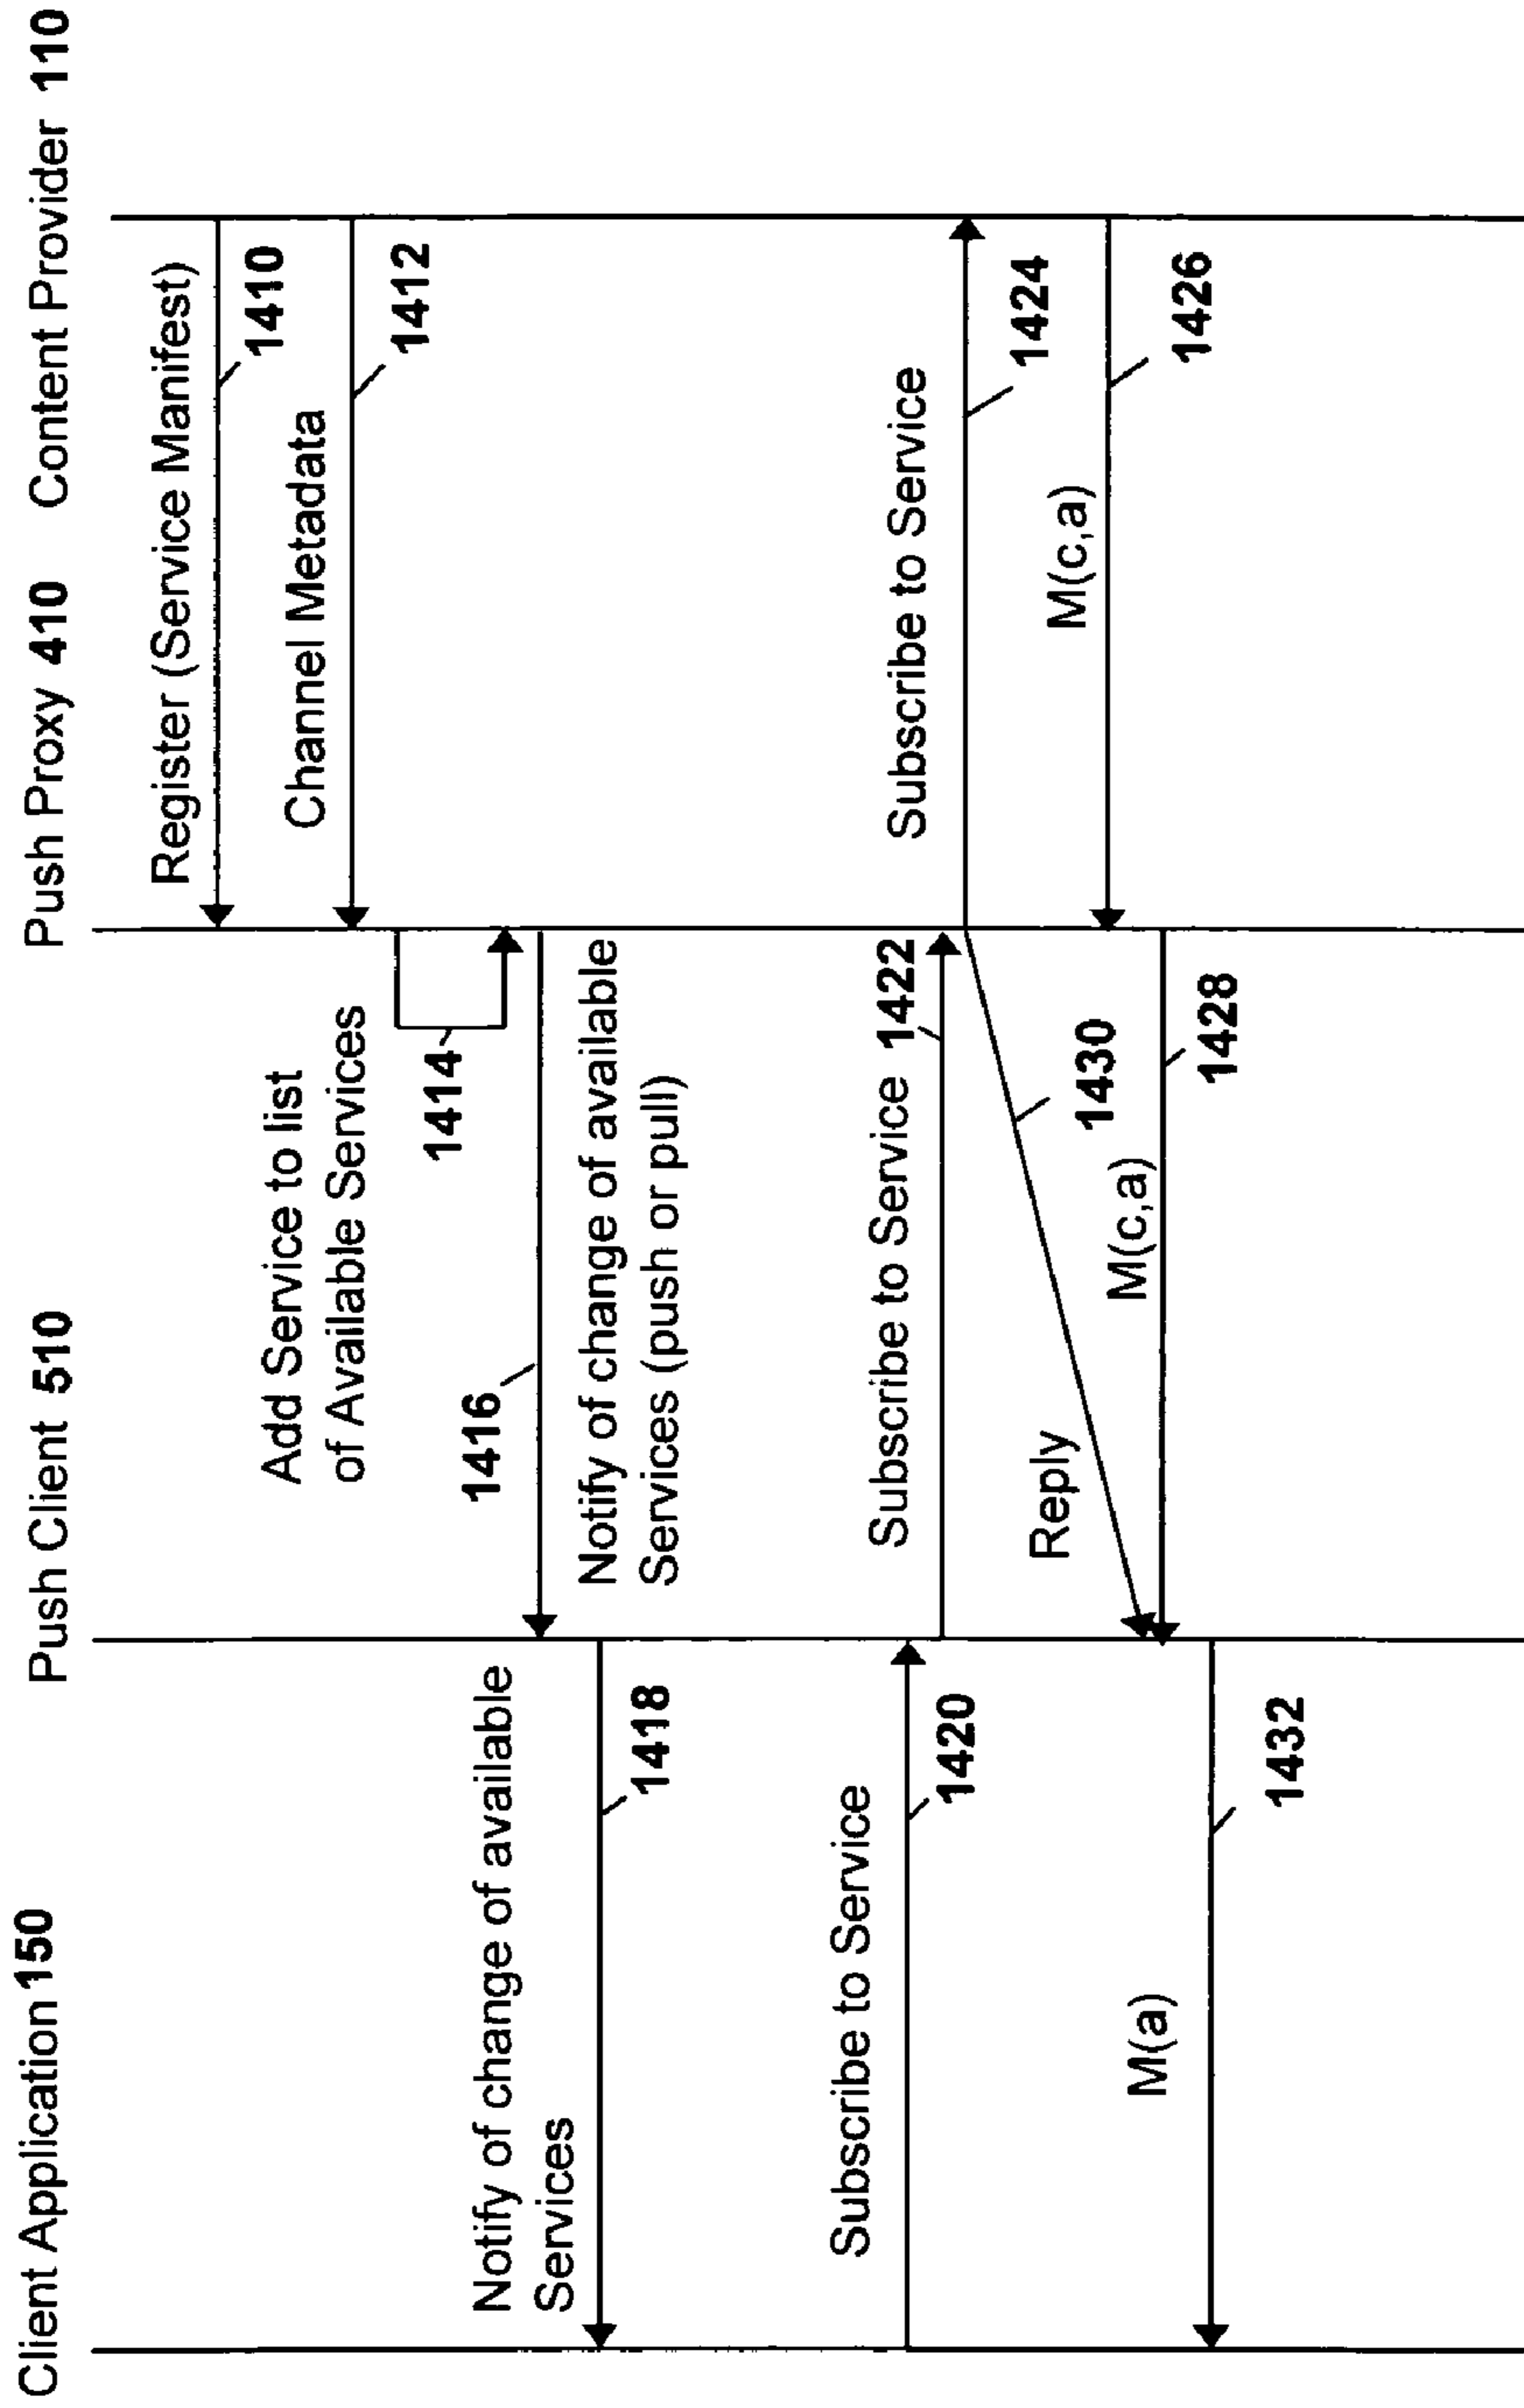 Client Application 150
Push Client 510
Push Proxy 410
Content Provider 110
Register (Service Manifest)
1410
Channel Metadata
1412
Add Service to list
of Available Services
1414
1416
Notify of change of available
Services (push or pull)
Notify of change of available
Services
1418
Subscribe to Service
1420
Subscribe to Service 1422
Subscribe to Service
1424
Reply
1430
M(c,a)
1426
M(c,a)
1428
M(a)
1432